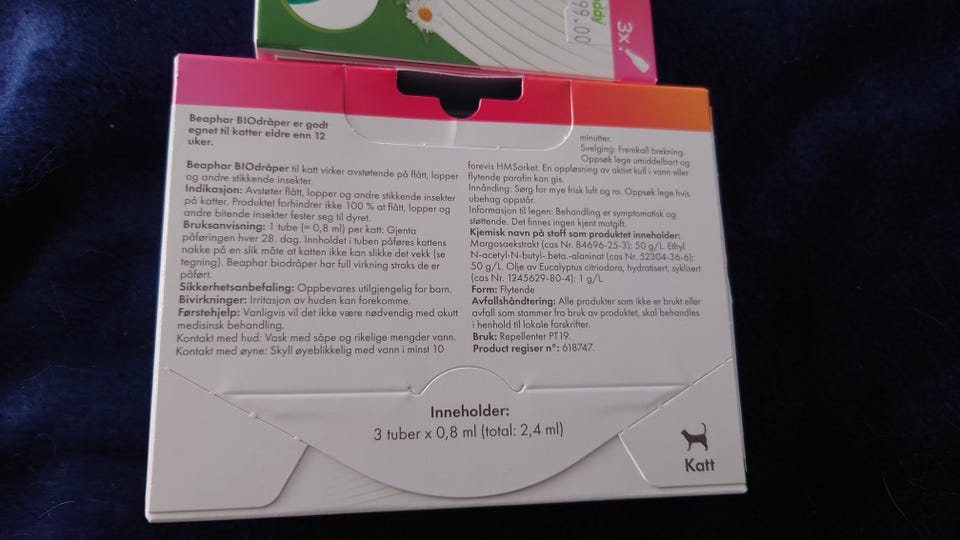 3x
ddy
99.00
Beaphar BIOdråper er godt
egnet til katter eldre enn 12
uker.
Beaphar BIOdråper til katt virker avstøtende på flått, lopper
og andre stikkende insekter.
Indikasjon: Avstøter flått, lopper og andre stikkende insekter
på katter. Produktet forhindrer ikke 100 % at flått, lopper og
andre bitende insekter fester seg til dyret.
Bruksanvisning: 1 tube (= 0,8 ml) per katt: Gjenta
påføringen hver 28. dag. Innholdet i tuben påføres kattens
nakke på en slik måte at katten ikke kan slikke det vekk (se
tegning). Beaphar biodråper har full virkning straks de er
påført.
Sikkerhetsanbefaling: Oppbevares utilgjengelig for barn.
Bivirkninger: Irritasjon av huden kan forekomme.
Førstehjelp: Vanligvis vil det ikke være nødvendig med akutt
medisinsk behandling.
Kontakt med hud: Vask med såpe og rikelige mengder vann.
Kontakt med øyne: Skyll øyeblikkelig med vann i minst 10
minutter.
Svelging: Fremkall brekning.
Oppsøk lege umiddelbart og
forevis HMSarket. En oppløsning av aktivt kull i vann eller
flytende parafin kan gis.
Innånding: Sørg for mye frisk luft og ro. Oppsøk lege hvis
ubehag oppstår.
Informasjon til legen: Behandling er symptomatisk og
støttende. Det finnes ingen kjent motgift.
Kjemisk navn på stoff som produktet inneholder:
Margosaekstrakt (cas Nr. 84696-25-3): 50 g/L. Ethyl
N-acetyl-N-butyl-.beta.-alaninat (cas Nr. 52304-36-6):
50 g/L. Olje av Eucalyptus citriodora, hydratisert, syklisert
(cas Nr. 1245629-80-4): 1 g/L.
Form: Flytende
Avfallshåndtering: Alle produkter som ikke er brukt eller
avfall som stammer fra bruk av produktet, skal behandles
i henhold til lokale forskrifter.
Bruk: Repellenter PT19.
Product regiser n°: 618747.
Inneholder:
3 tuber x 0,8 ml (total: 2,4 ml)
Katt